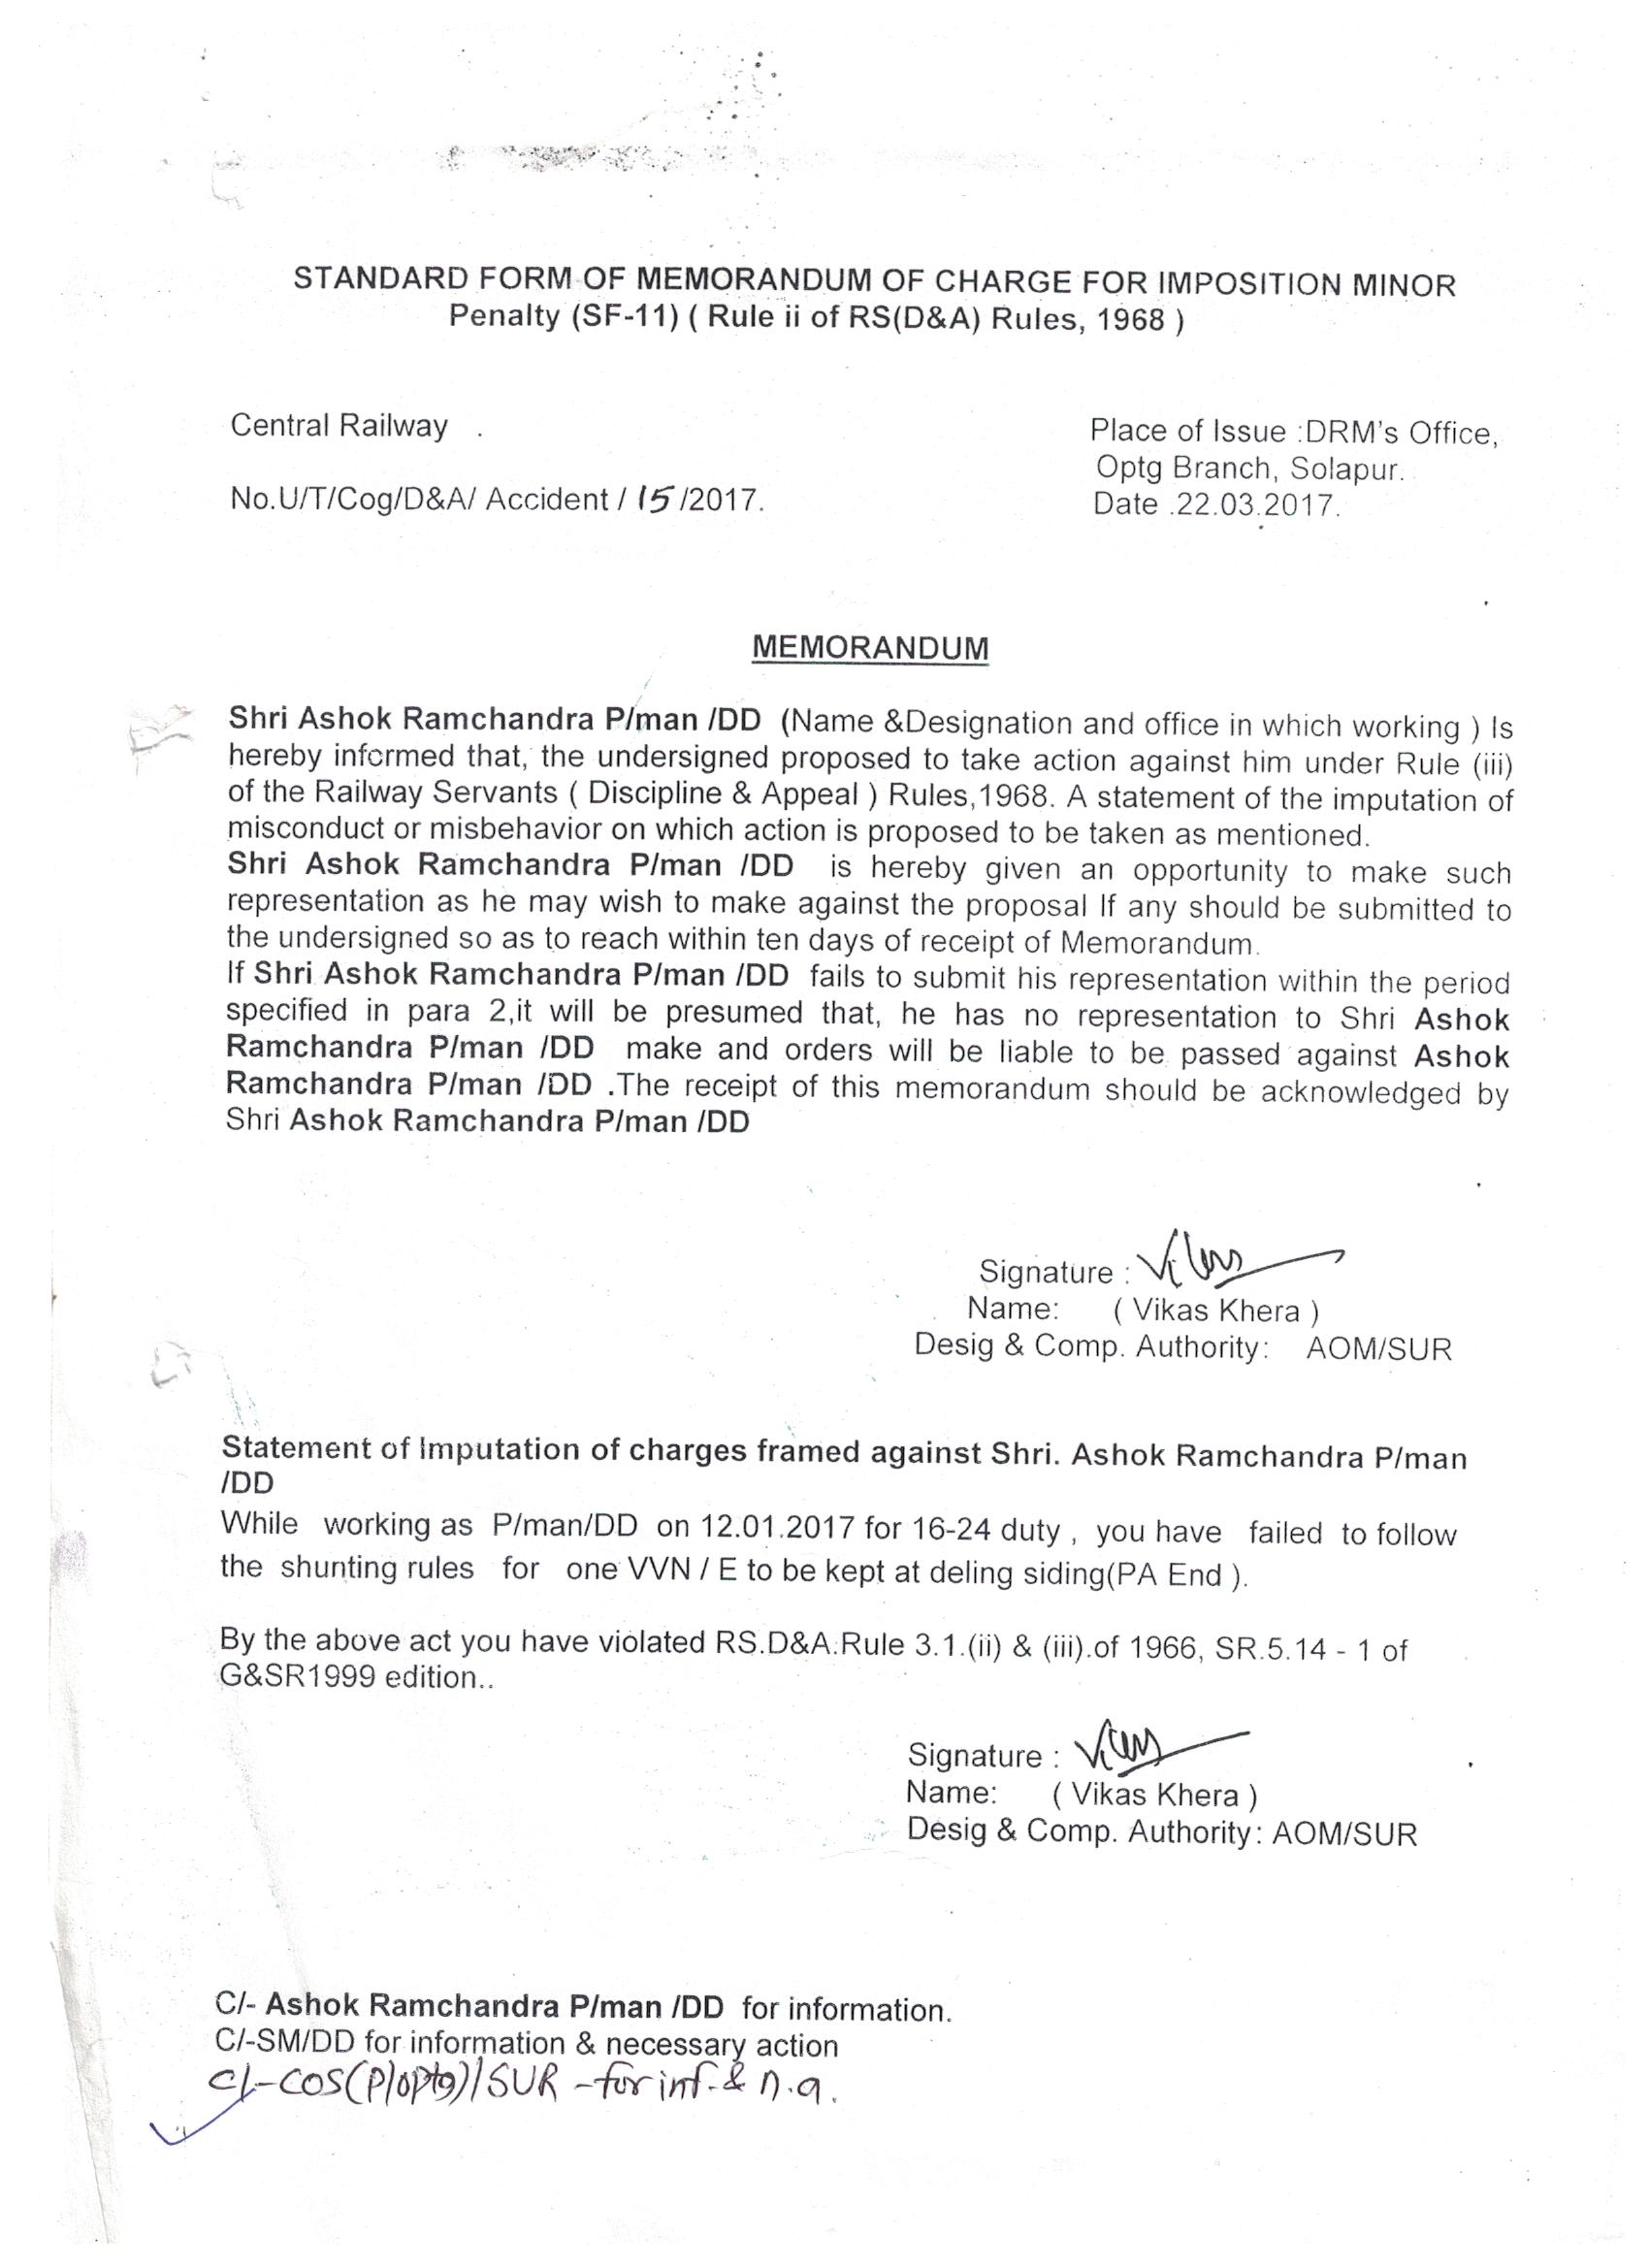 STANDARD FORM OF MEMORANDUM OF CHARGE FOR IMPOSITION MINOR
Penalty (SF-11) ( Rule ii of RS(D&A) Rules, 1968 )
Central Railway .
Place of Issue :DRM's Office,
Optg Branch, Solapur.
No.U/T/Cog/D&A/ Accident / 15 /2017.
Date .22.03.2017.
MEMORANDUM
Shri Ashok Ramchandra P/man /DD (Name &Designation and office in which working ) Is
hereby informed that, the undersigned proposed to take action against him under Rule (iii)
of the Railway Servants ( Discipline & Appeal ) Rules,1968. A statement of the imputation of
misconduct or misbehavior on which action is proposed to be taken as mentioned.
Shri Ashok Ramchandra P/man /DD is hereby given an opportunity to make such
representation as he may wish to make against the proposal If any should be submitted to
the undersigned so as to reach within ten days of receipt of Memorandum.
If Shri Ashok Ramchandra P/man /DD fails to submit his representation within the period
specified in para 2,it will be presumed that, he has no representation to Shri Ashok
Ramchandra P/man /DD make and orders will be liable to be passed against Ashok
Ramchandra P/man /DD .The receipt of this memorandum should be acknowledged by
Shri Ashok Ramchandra P/man /DD
Signature :
Name: ( Vikas Khera )
Desig & Comp. Authority: AOM/SUR
Statement of Imputation of charges framed against Shri. Ashok Ramchandra P/man
/DD
While working as P/man/DD on 12.01.2017 for 16-24 duty , you have failed to follow
the shunting rules for one VVN / E to be kept at deling siding(PA End ).
By the above act you have violated RS.D&A.Rule 3.1.(ii) & (iii).of 1966, SR.5.14 - 1 of
G&SR1999 edition..
Signature :
Name: ( Vikas Khera )
Desig & Comp. Authority: AOM/SUR
C/- Ashok Ramchandra P/man /DD for information.
C/-SM/DD for information & necessary action
c/-COS(P/optg)/SUR -for inf. & n.a.